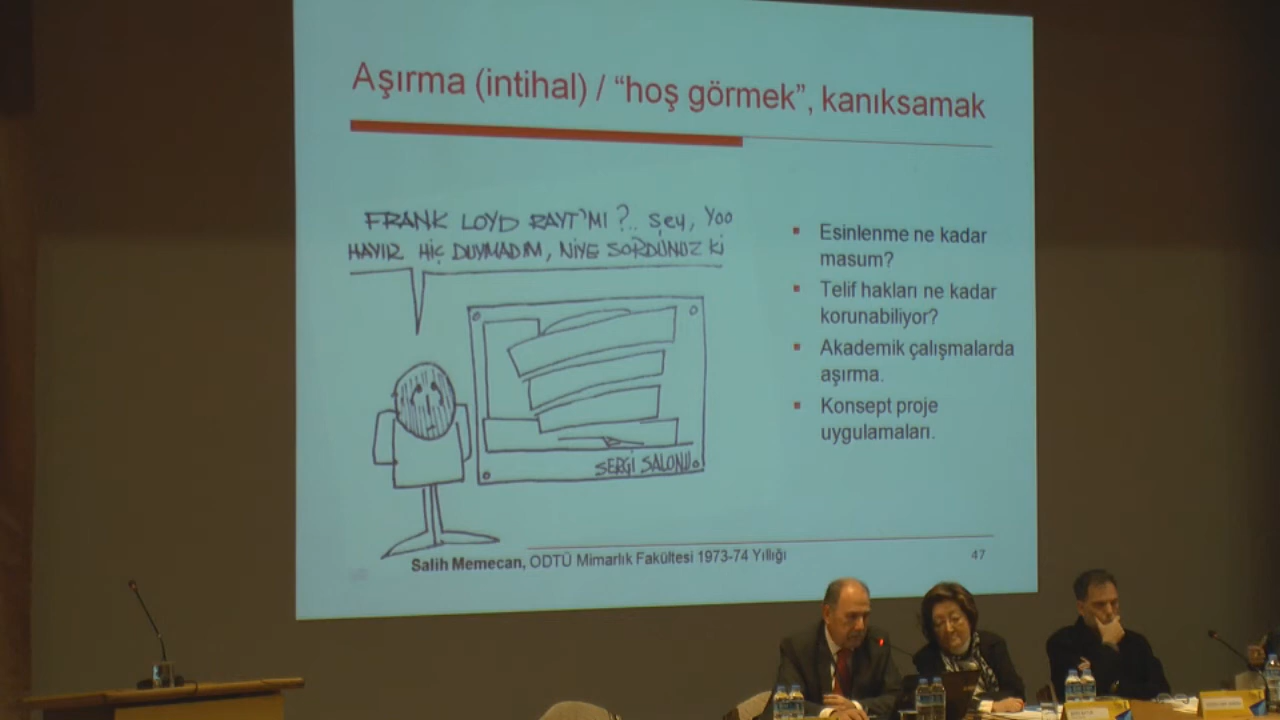 Aşırma (intihal) / “hoş görmek”, kanıksamak
FRANK LOYD RAYT'MI ?.. Şey, Yoo
HAYIR HİÇ DUYMADIM, NİYE SORDUNUZ Kİ
SERGİ SALONU
▪ Esinlenme ne kadar
masum?
▪ Telif hakları ne kadar
korunabiliyor?
▪ Akademik çalışmalarda
aşırma.
▪ Konsept proje
uygulamaları.
Salih Memecan, ODTÜ Mimarlık Fakültesi 1973-74 Yıllığı
47